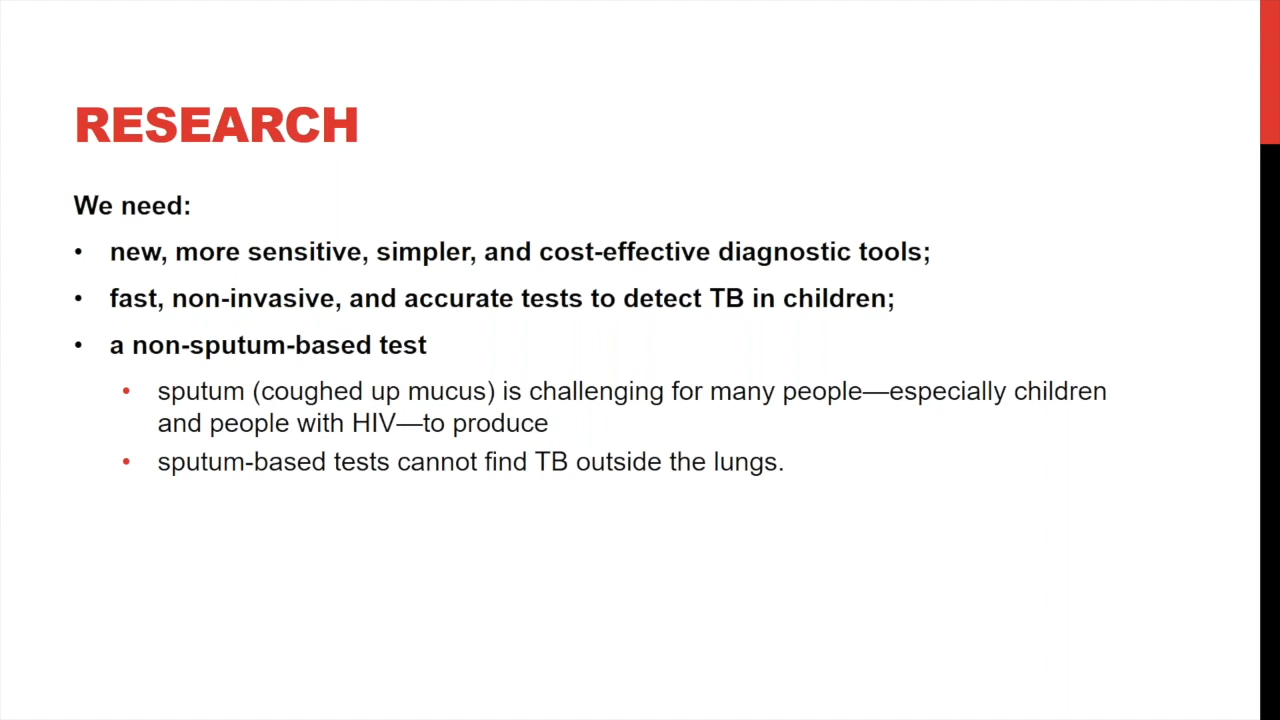 RESEARCH
We need:
• new, more sensitive, simpler, and cost-effective diagnostic tools;
• fast, non-invasive, and accurate tests to detect TB in children;
• a non-sputum-based test
• sputum (coughed up mucus) is challenging for many people—especially children
and people with HIV—to produce
• sputum-based tests cannot find TB outside the lungs.